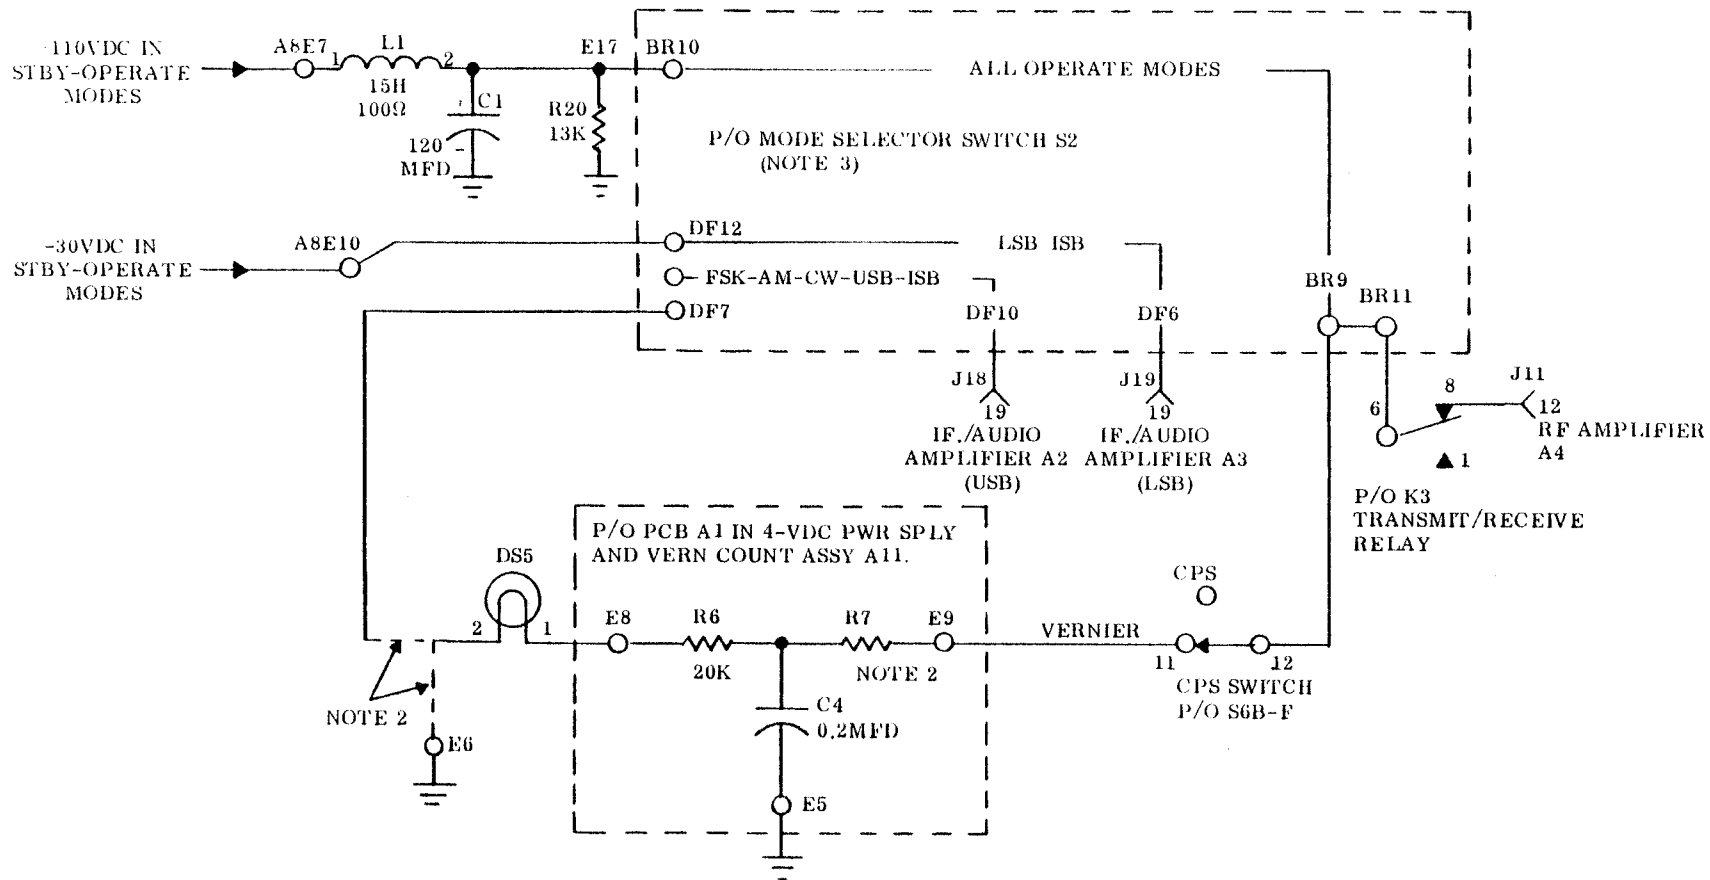 -110VDC IN
STBY-OPERATE
MODES
A8E7
1
L1
2
15H
100Ω
C1
+
120
MFD
-
E17
R20
13K
BR10
ALL OPERATE MODES
P/O MODE SELECTOR SWITCH S2
(NOTE 3)
-30VDC IN
STBY-OPERATE
MODES
A8E10
DF12
LSB ISB
FSK-AM-CW-USB-ISB
DF7
DF10
DF6
BR9
BR11
J18
19
IF./AUDIO
AMPLIFIER A2
(USB)
J19
19
IF./AUDIO
AMPLIFIER A3
(LSB)
6
8
1
J11
12
RF AMPLIFIER
A4
P/O K3
TRANSMIT/RECEIVE
RELAY
P/O PCB A1 IN 4-VDC PWR SPLY
AND VERN COUNT ASSY A11.
DS5
2
1
E8
R6
20K
R7
NOTE 2
E9
VERNIER
CPS
11
12
CPS SWITCH
P/O S6B-F
NOTE 2
E6
C4
0.2MFD
E5